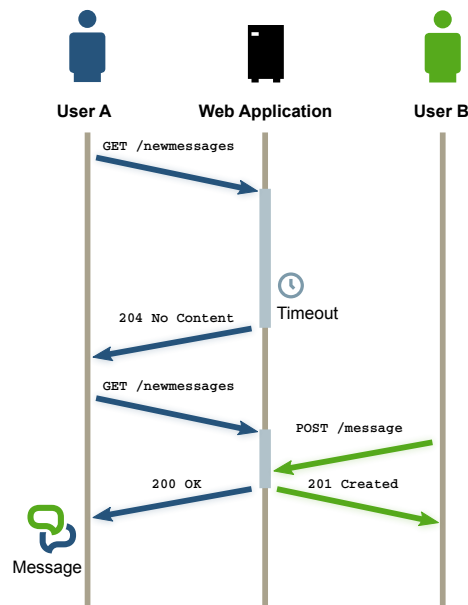 User A
Web Application
User B
GET /newmessages
Timeout
204 No Content
GET /newmessages
POST /message
200 OK
201 Created
Message